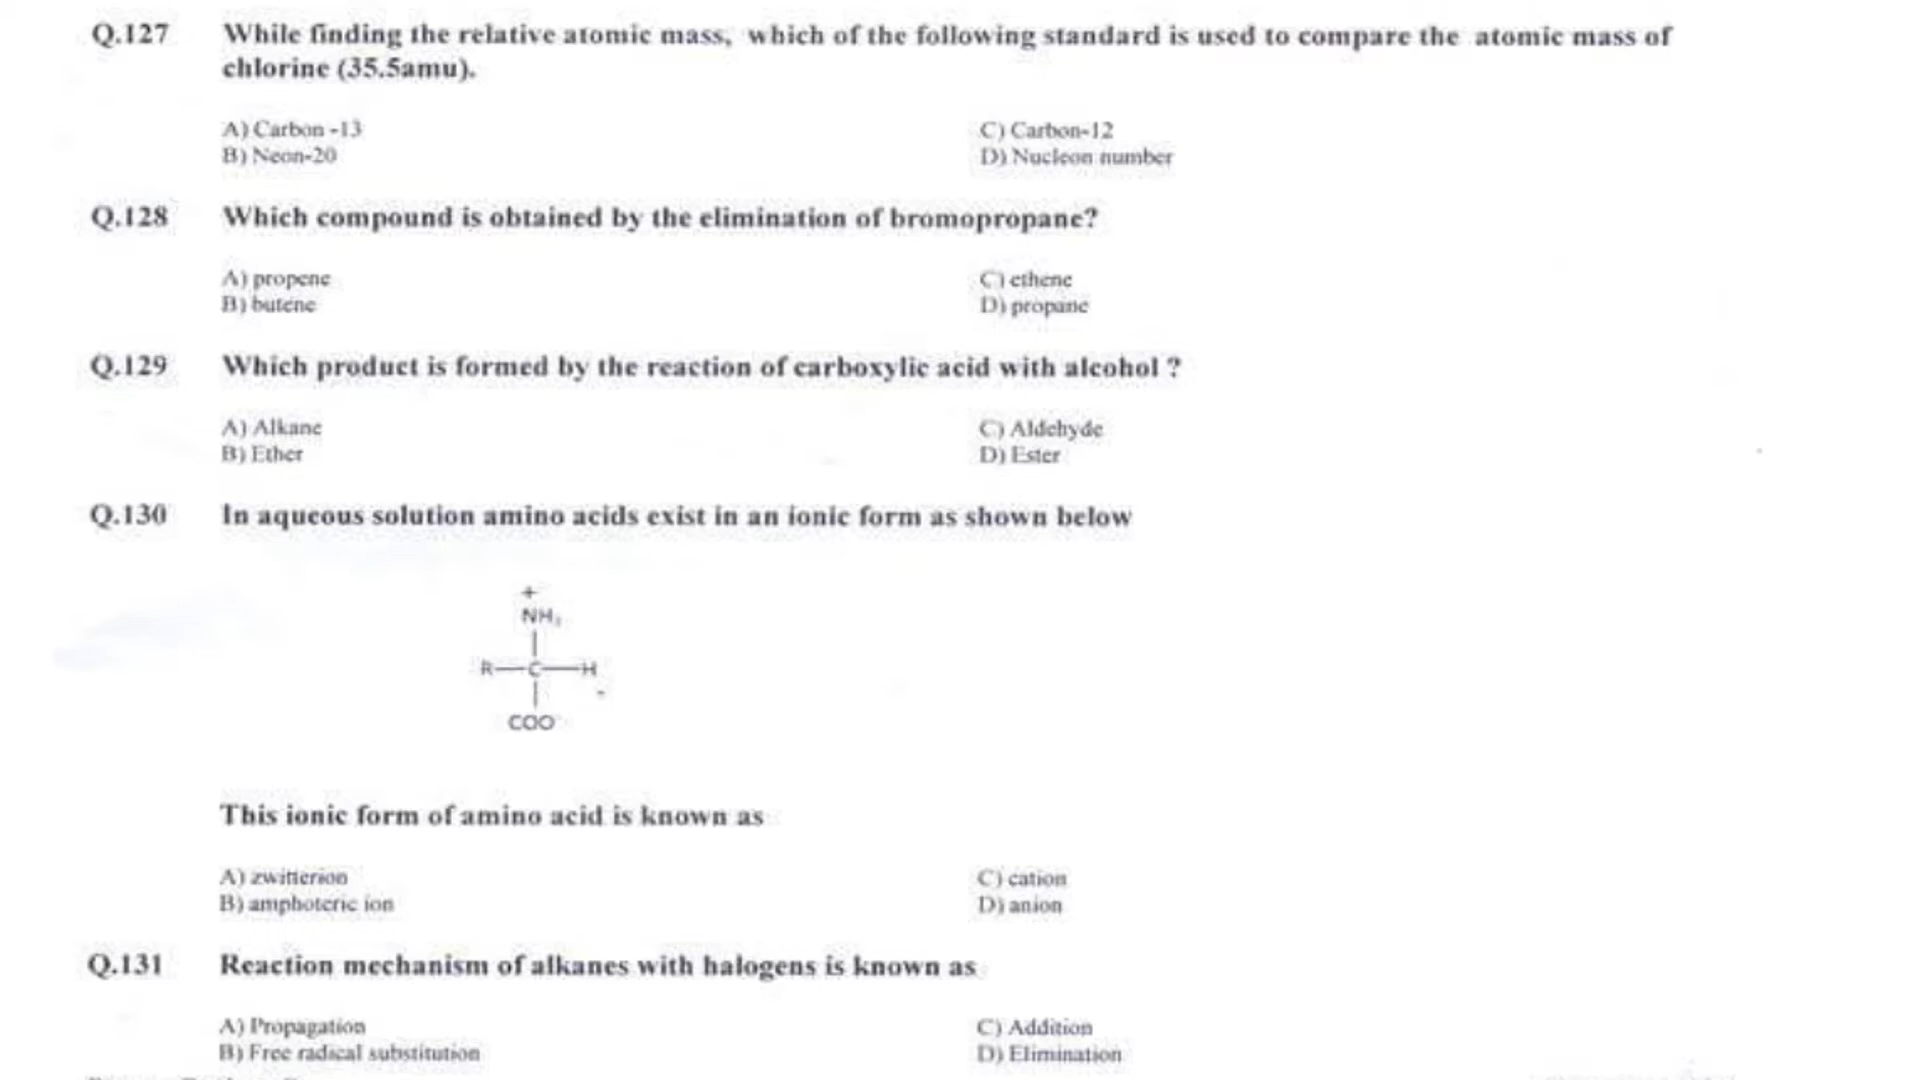 Q.127 While finding the relative atomic mass, which of the following standard is used to compare the atomic mass of
chlorine (35.5amu).
A) Carbon -13
B) Neon-20
C) Carbon-12
D) Nucleon number
Q.128 Which compound is obtained by the elimination of bromopropane?
A) propene
B) butene
C) ethene
D) propane
Q.129 Which product is formed by the reaction of carboxylic acid with alcohol ?
A) Alkane
B) Ether
C) Aldehyde
D) Ester
Q.130 In aqueous solution amino acids exist in an ionic form as shown below
+
NH₃
R—C—H
-
COO
This ionic form of amino acid is known as
A) zwitterion
B) amphoteric ion
C) cation
D) anion
Q.131 Reaction mechanism of alkanes with halogens is known as
A) Propagation
B) Free radical substitution
C) Addition
D) Elimination